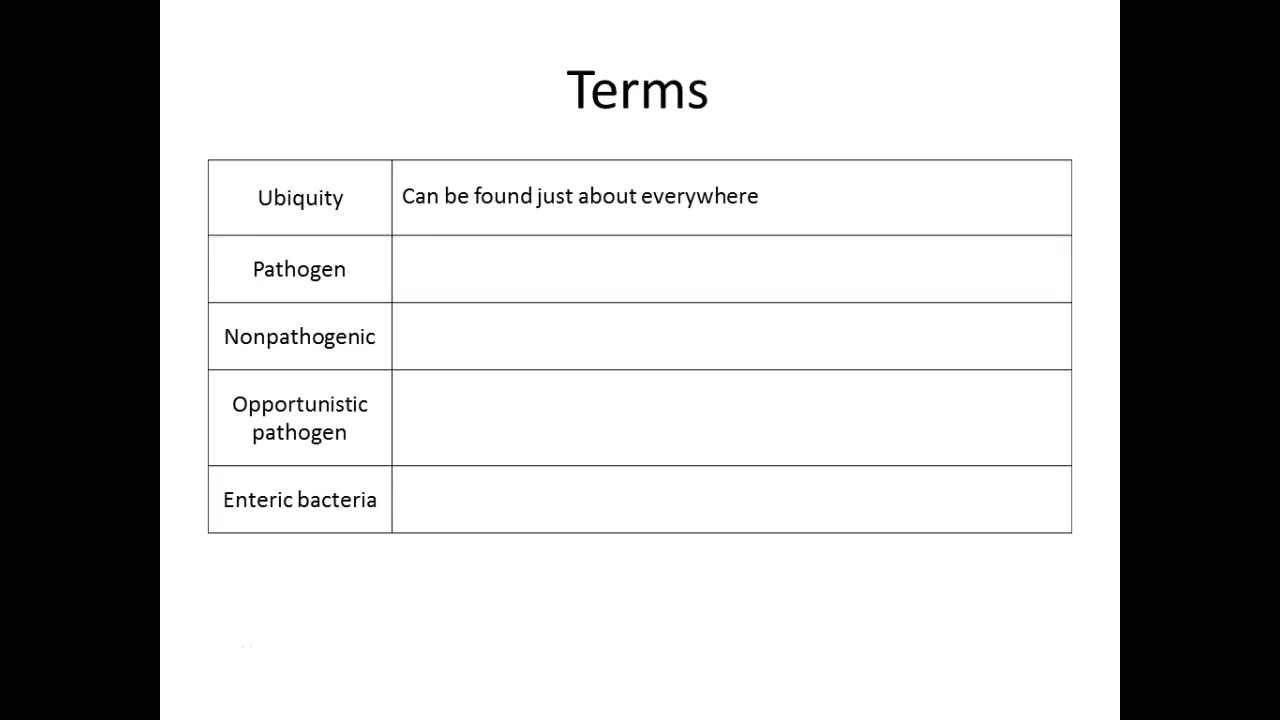 Terms
Ubiquity
Can be found just about everywhere
Pathogen
Nonpathogenic
Opportunistic
pathogen
Enteric bacteria